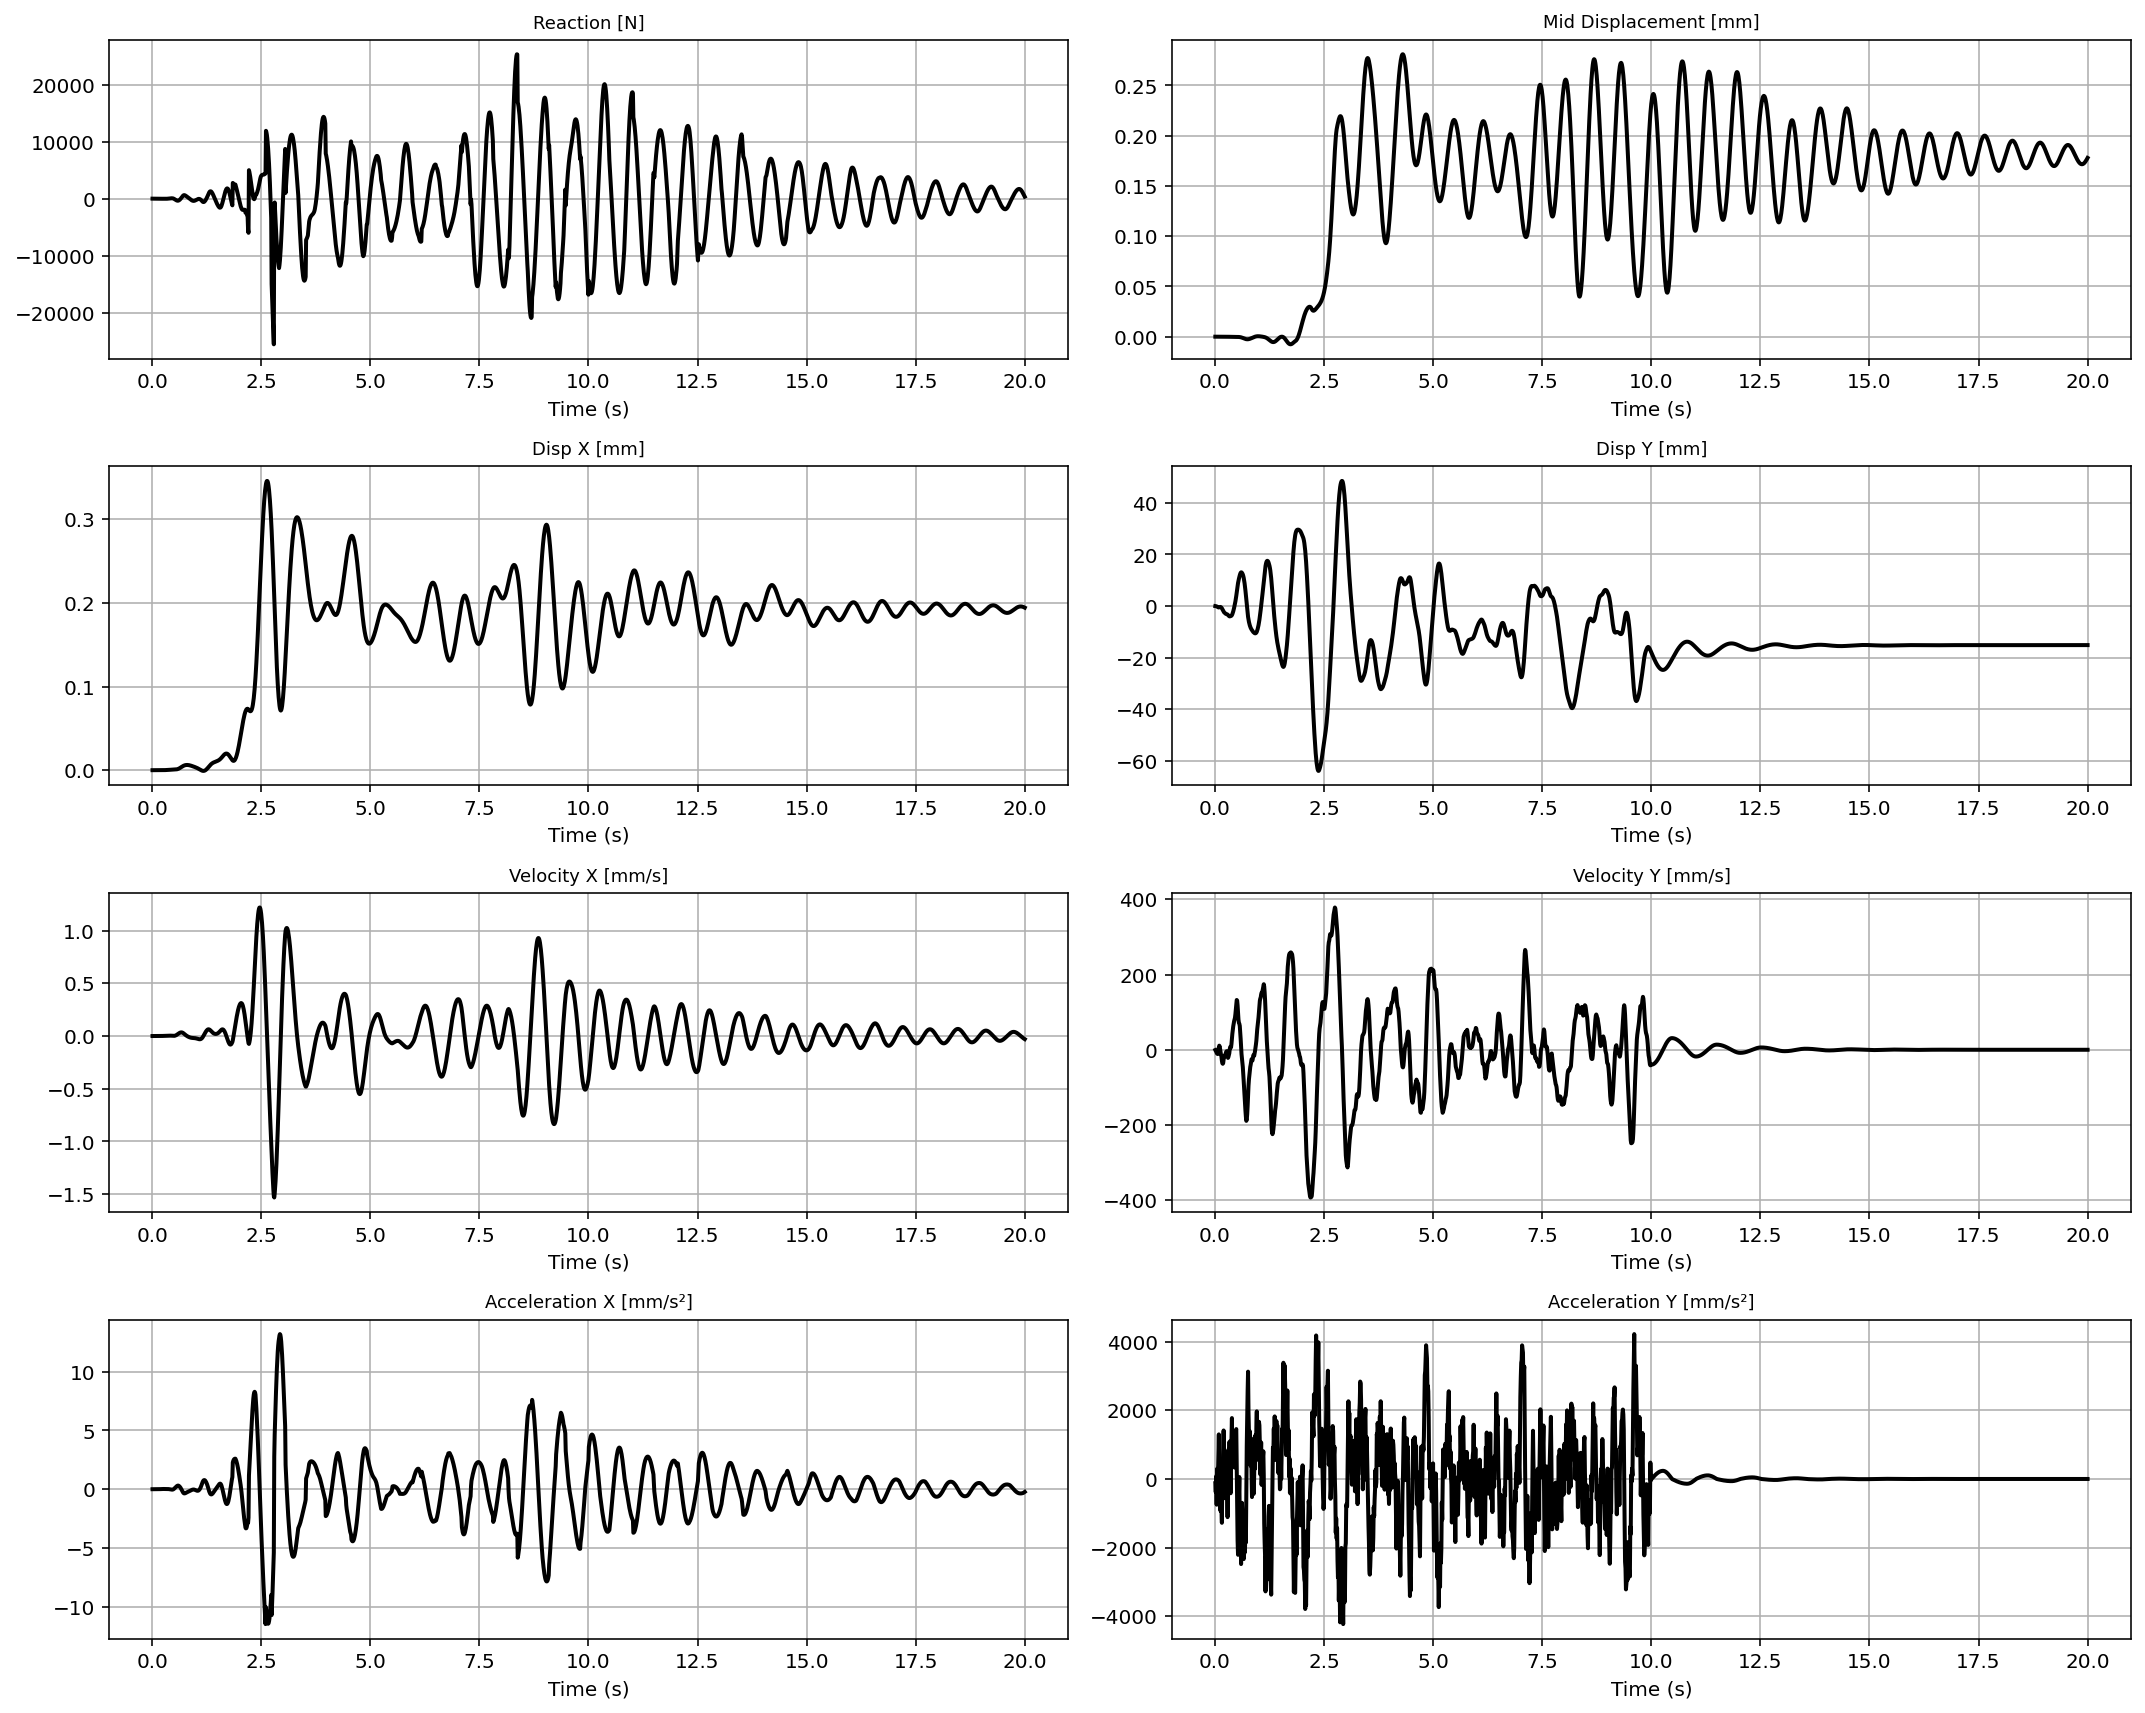 Reaction [N]
20000
10000
0
−10000
−20000
0.0 2.5 5.0 7.5 10.0 12.5 15.0 17.5 20.0
Time (s)
Mid Displacement [mm]
0.25
0.20
0.15
0.10
0.05
0.00
0.0 2.5 5.0 7.5 10.0 12.5 15.0 17.5 20.0
Time (s)
Disp X [mm]
0.3
0.2
0.1
0.0
0.0 2.5 5.0 7.5 10.0 12.5 15.0 17.5 20.0
Time (s)
Disp Y [mm]
40
20
0
−20
−40
−60
0.0 2.5 5.0 7.5 10.0 12.5 15.0 17.5 20.0
Time (s)
Velocity X [mm/s]
1.0
0.5
0.0
−0.5
−1.0
−1.5
0.0 2.5 5.0 7.5 10.0 12.5 15.0 17.5 20.0
Time (s)
Velocity Y [mm/s]
400
200
0
−200
−400
0.0 2.5 5.0 7.5 10.0 12.5 15.0 17.5 20.0
Time (s)
Acceleration X [mm/s²]
10
5
0
−5
−10
0.0 2.5 5.0 7.5 10.0 12.5 15.0 17.5 20.0
Time (s)
Acceleration Y [mm/s²]
4000
2000
0
−2000
−4000
0.0 2.5 5.0 7.5 10.0 12.5 15.0 17.5 20.0
Time (s)